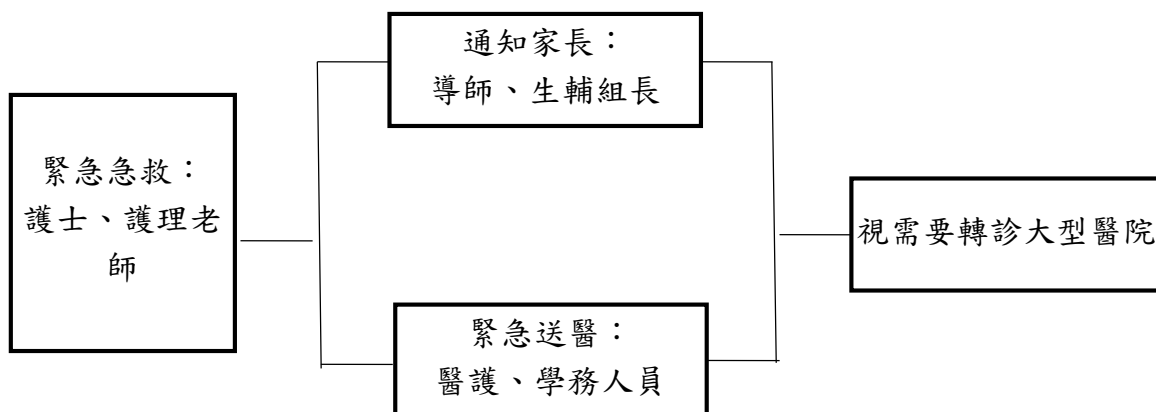 緊急急救：
護士、護理老
師
通知家長：
導師、生輔組長
緊急送醫：
醫護、學務人員
視需要轉診大型醫院